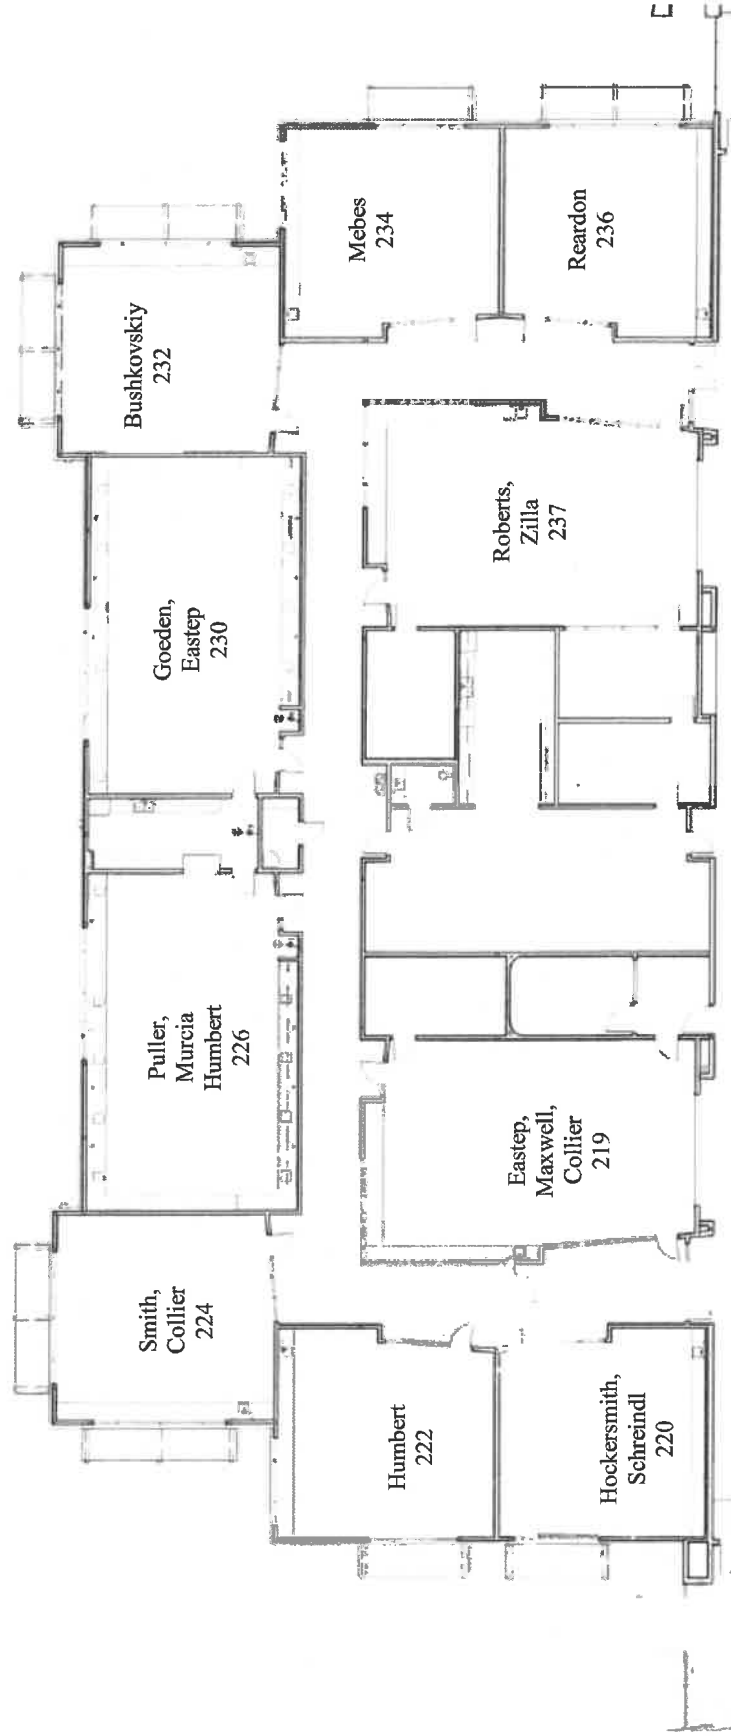 Smith,
Collier
224
Puller,
Murcia
Humbert
226
Goeden,
Eastep
230
Bushkovskiy
232
Humbert
222
Mebes
234
Hockersmith,
Schreindl
220
Eastep,
Maxwell,
Collier
219
Roberts,
Zilla
237
Reardon
236